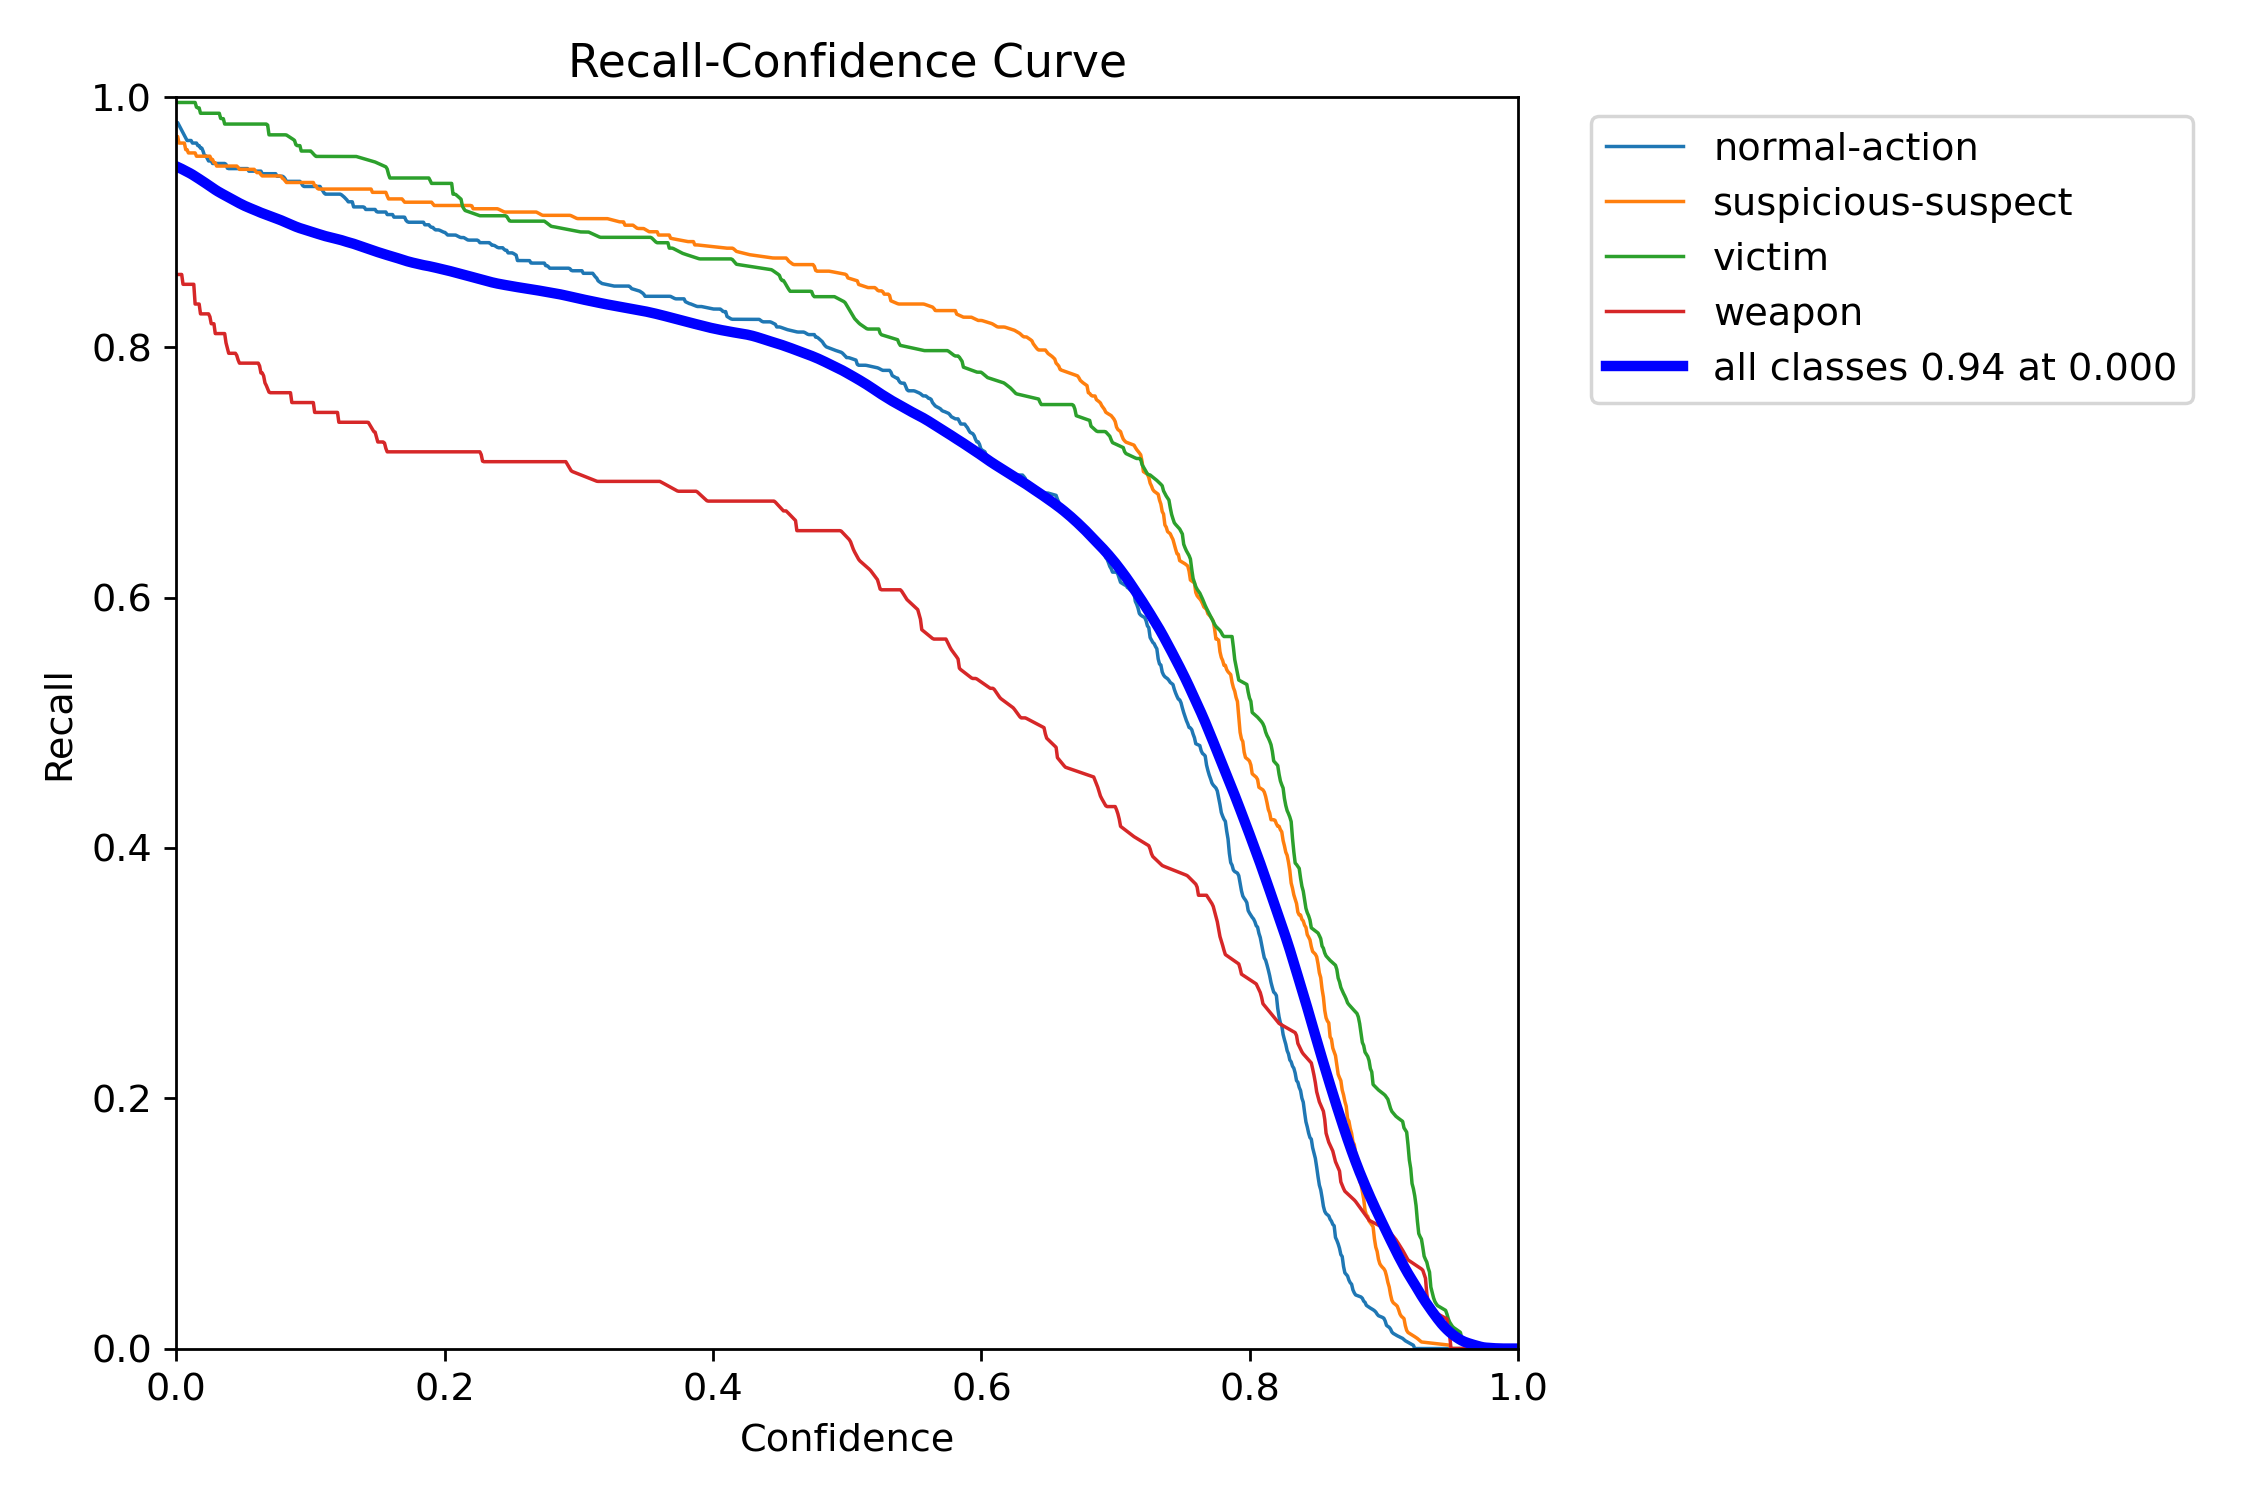 Recall-Confidence Curve
1.0
0.8
0.6
0.4
0.2
0.0
Recall
0.0 0.2 0.4 0.6 0.8 1.0
Confidence
normal-action
suspicious-suspect
victim
weapon
all classes 0.94 at 0.000